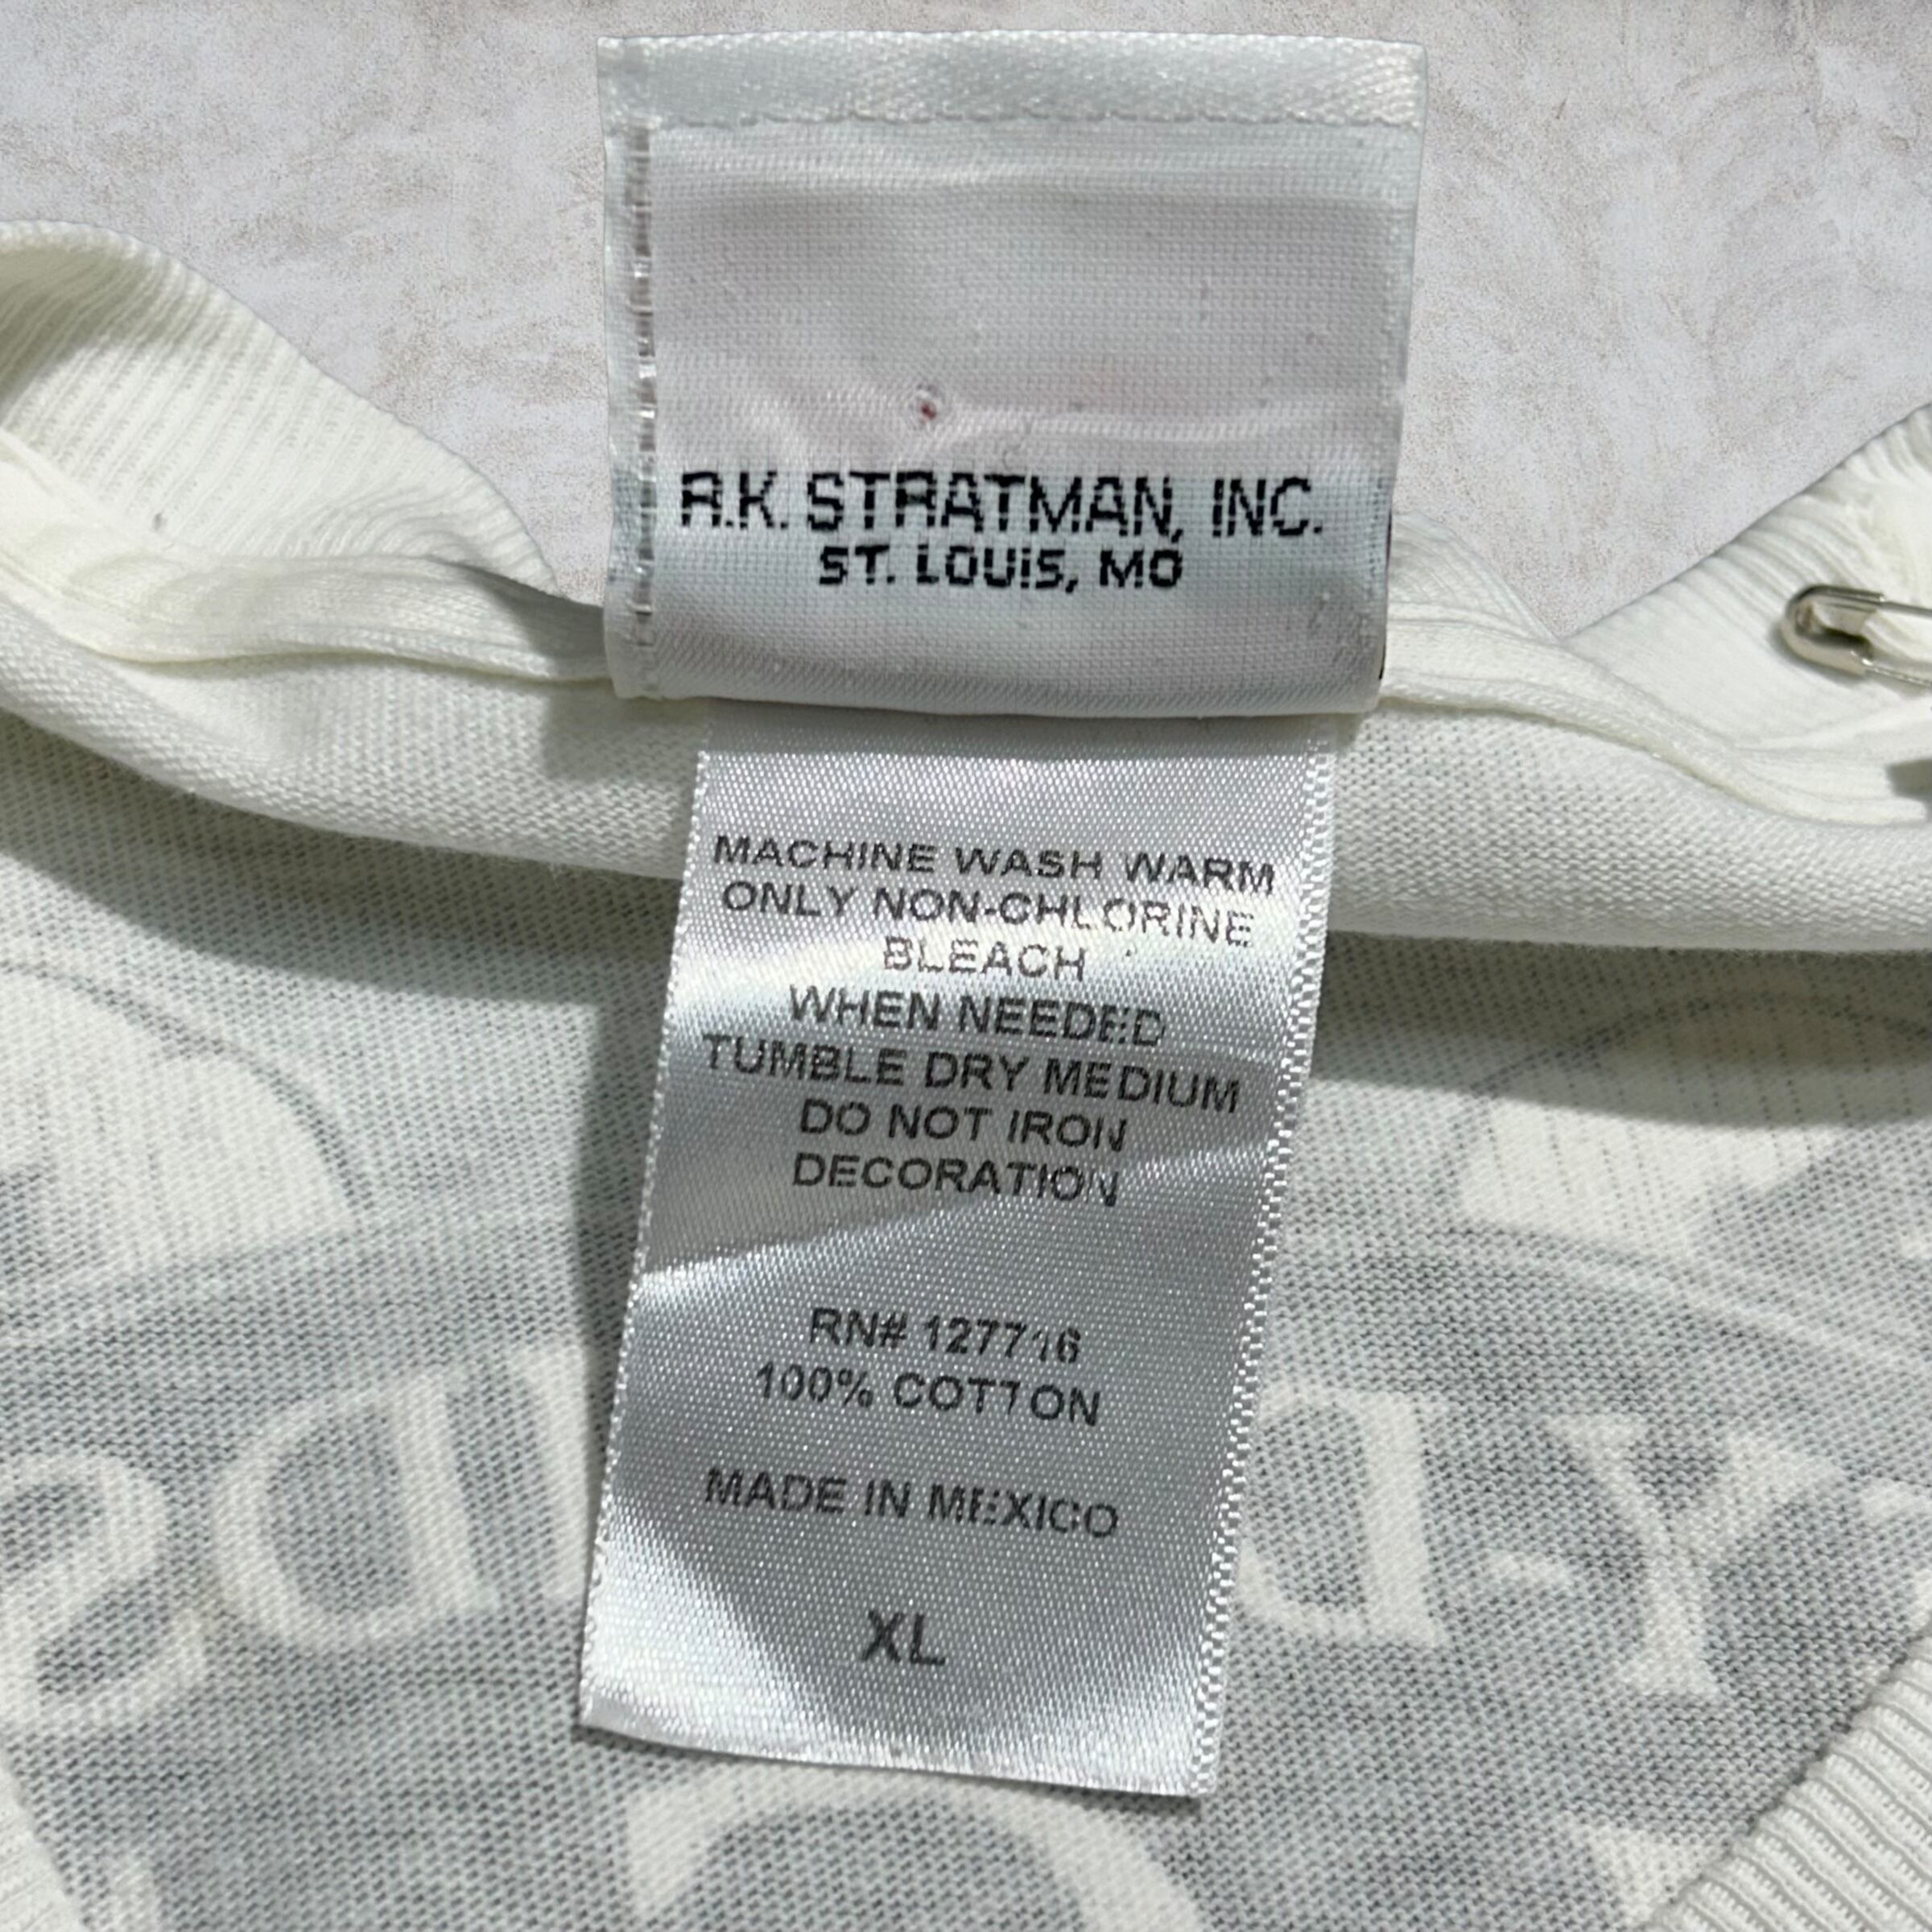 R.K. STRATMAN, INC.
ST. LOUIS, MO
MACHINE WASH WARM
ONLY NON-CHLORINE
BLEACH
WHEN NEEDED
TUMBLE DRY MEDIUM
DO NOT IRON
DECORATION
RN# 127716
100% COTTON
MADE IN MEXICO
XL